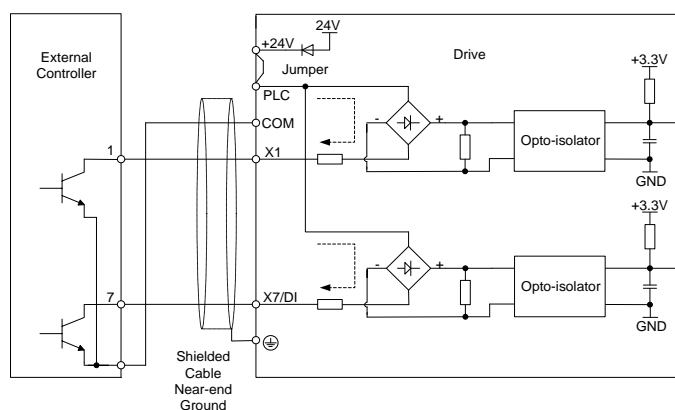 24V
+24V
External
Controller
Jumper
Drive
+3.3V
PLC
COM
-
+
Opto-isolator
1
X1
GND
+3.3V
-
+
Opto-isolator
7
X7/DI
GND
Shielded
Cable
Near-end
Ground